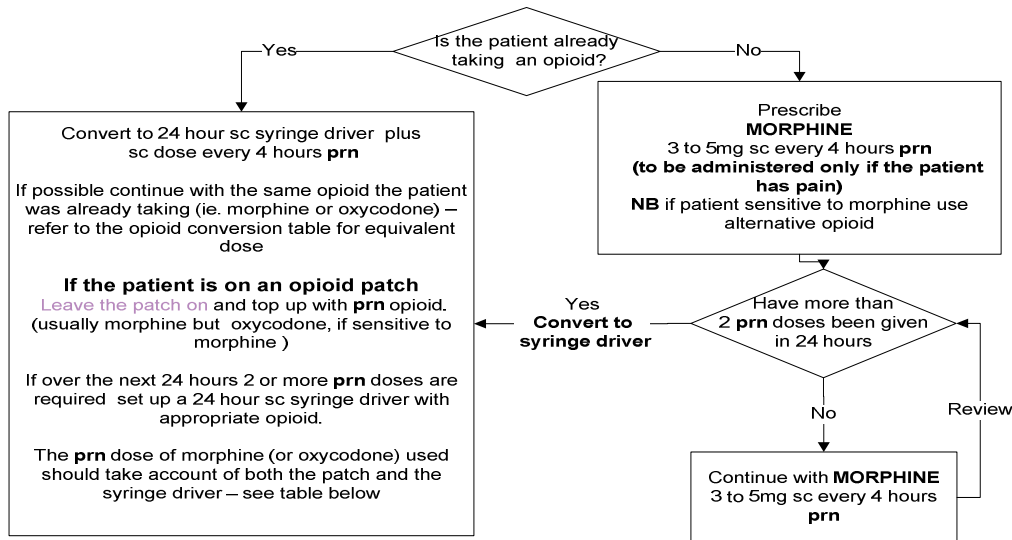 Is the patient already
taking an opioid?
Yes
No
Convert to 24 hour sc syringe driver plus
sc dose every 4 hours prn
If possible continue with the same opioid the patient
was already taking (ie. morphine or oxycodone) –
refer to the opioid conversion table for equivalent
dose
If the patient is on an opioid patch
Leave the patch on and top up with prn opioid.
(usually morphine but oxycodone, if sensitive to
morphine )
If over the next 24 hours 2 or more prn doses are
required set up a 24 hour sc syringe driver with
appropriate opioid.
The prn dose of morphine (or oxycodone) used
should take account of both the patch and the
syringe driver – see table below
Prescribe
MORPHINE
3 to 5mg sc every 4 hours prn
(to be administered only if the patient
has pain)
NB if patient sensitive to morphine use
alternative opioid
Have more than
2 prn doses been given
in 24 hours
Yes
Convert to
syringe driver
No
Review
Continue with MORPHINE
3 to 5mg sc every 4 hours
prn